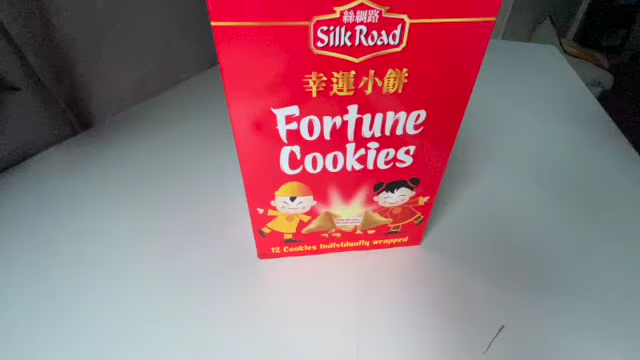 絲綢路
Silk Road
幸運小餅
Fortune
Cookies
12 Cookies individually wrapped